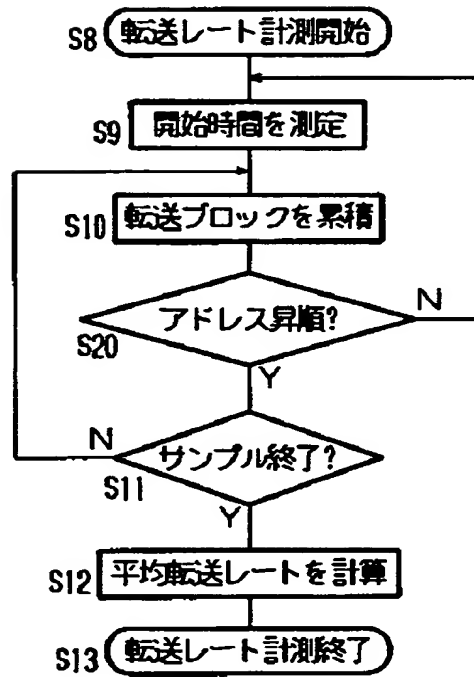 S8 転送レート計測開始
S9 開始時間を測定
S10 転送ブロックを累積
アドレス昇順? N
S20
Y
N サンプル終了?
S11
Y
S12 平均転送レートを計算
S13 転送レート計測終了